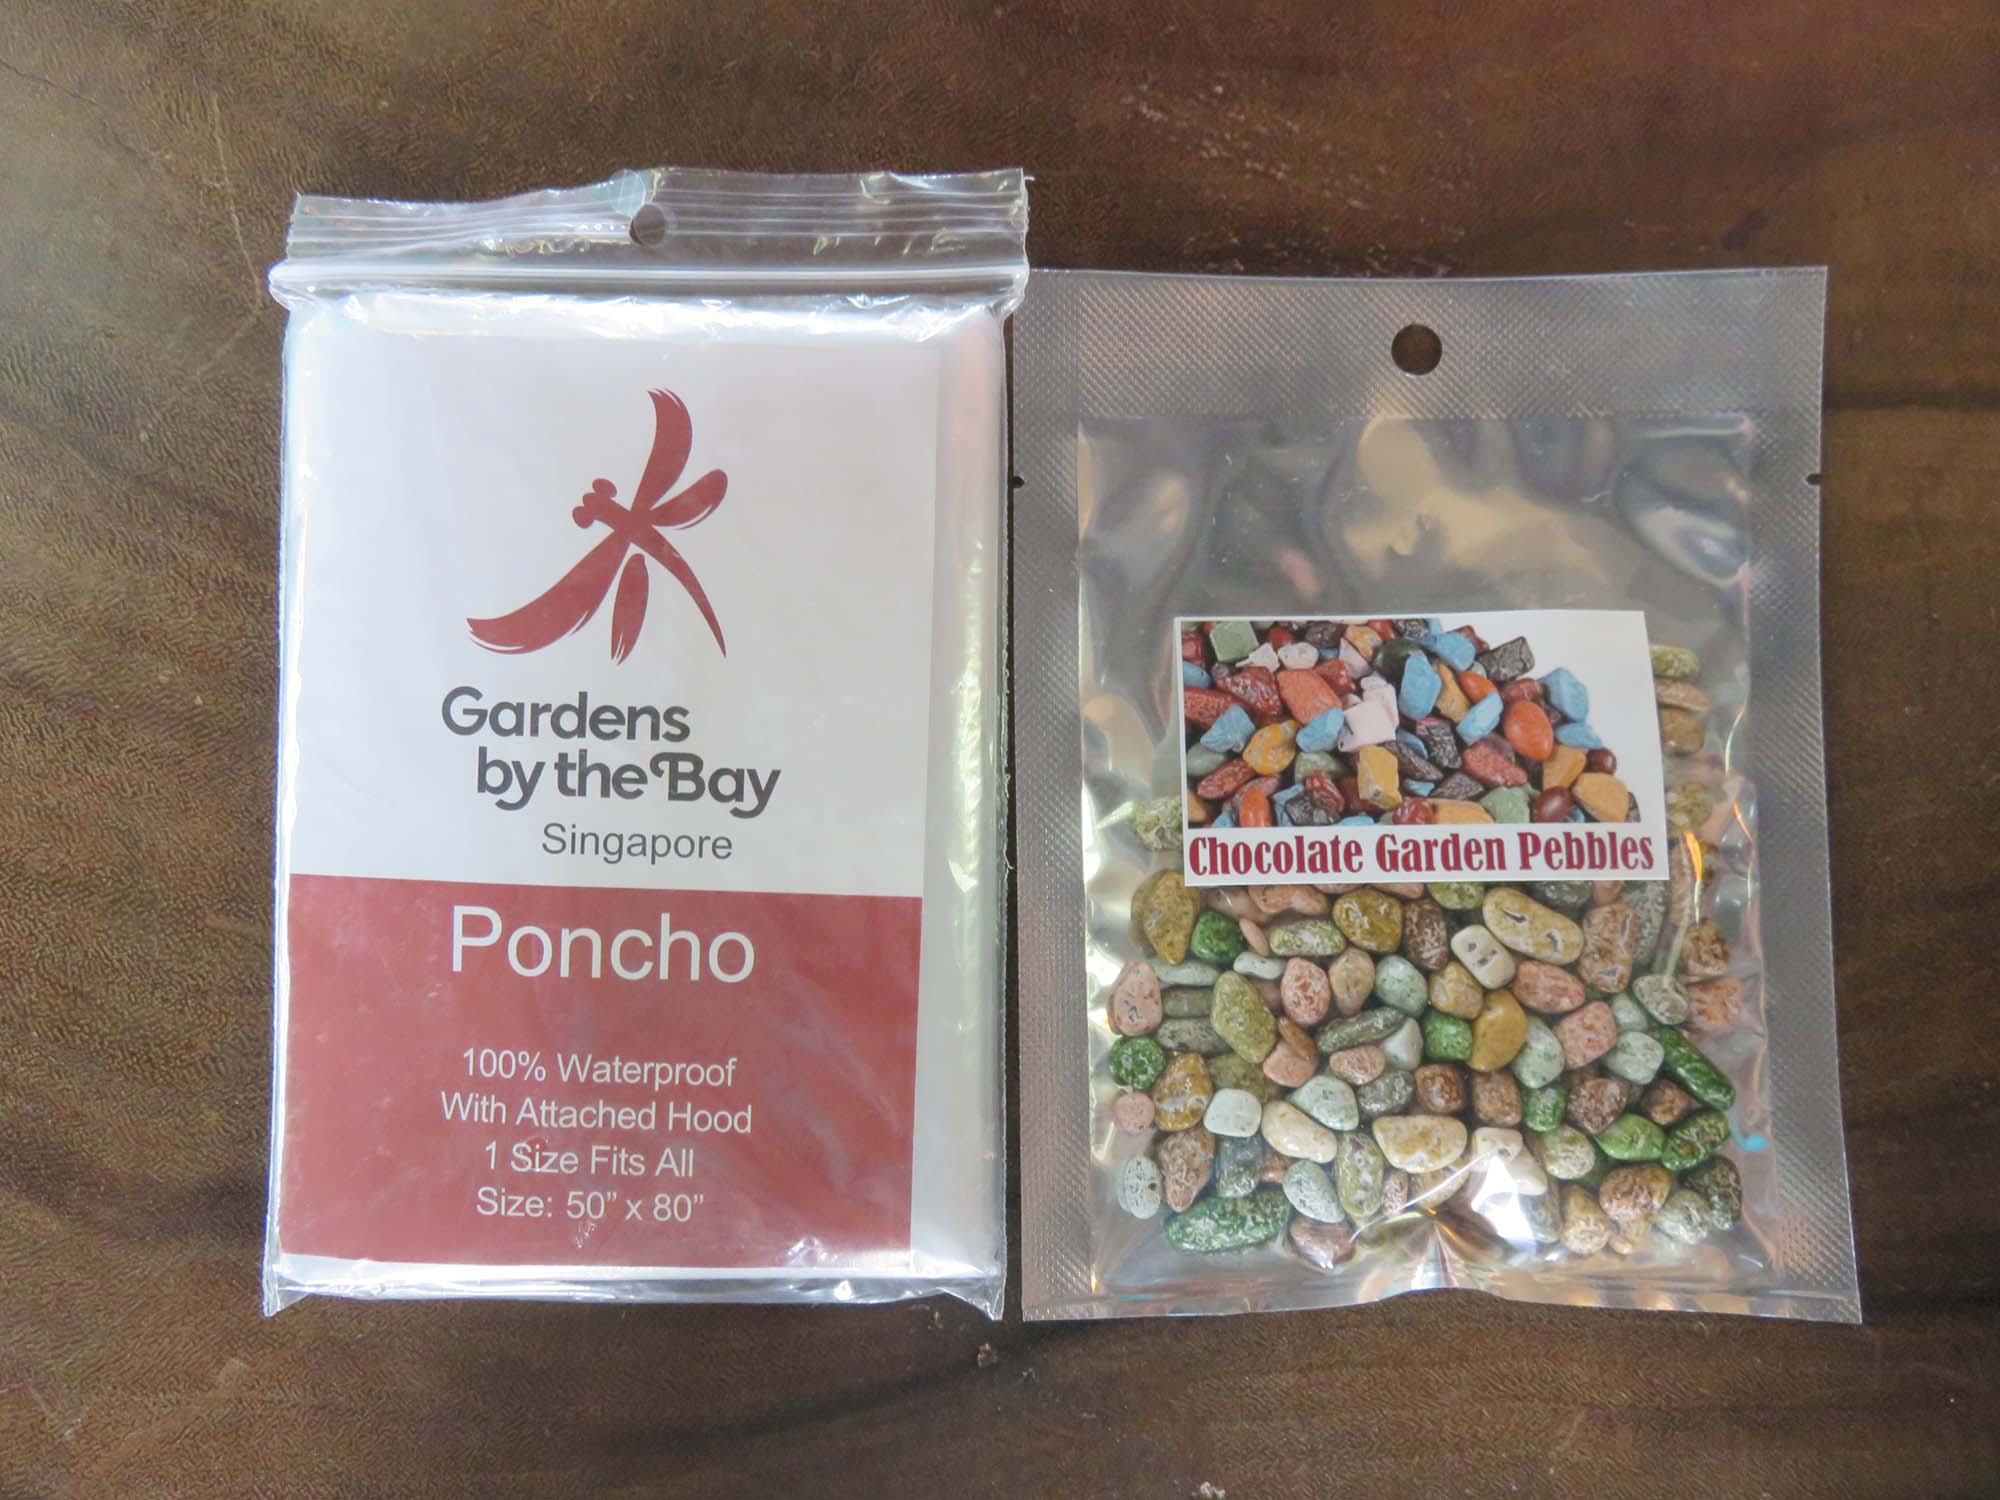 Gardens
by the Bay
Singapore
Poncho
100% Waterproof
With Attached Hood
1 Size Fits All
Size: 50" x 80"
Chocolate Garden Pebbles